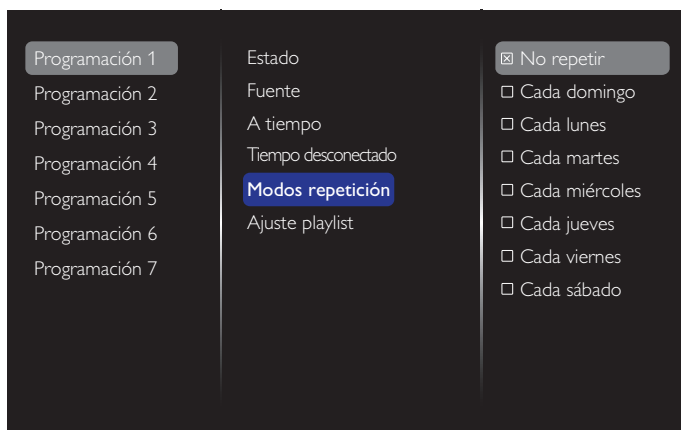 Programación 1
Programación 2
Programación 3
Programación 4
Programación 5
Programación 6
Programación 7
Estado
Fuente
A tiempo
Tiempo desconectado
Modos repetición
Ajuste playlist
No repetir
Cada domingo
Cada lunes
Cada martes
Cada miércoles
Cada jueves
Cada viernes
Cada sábado